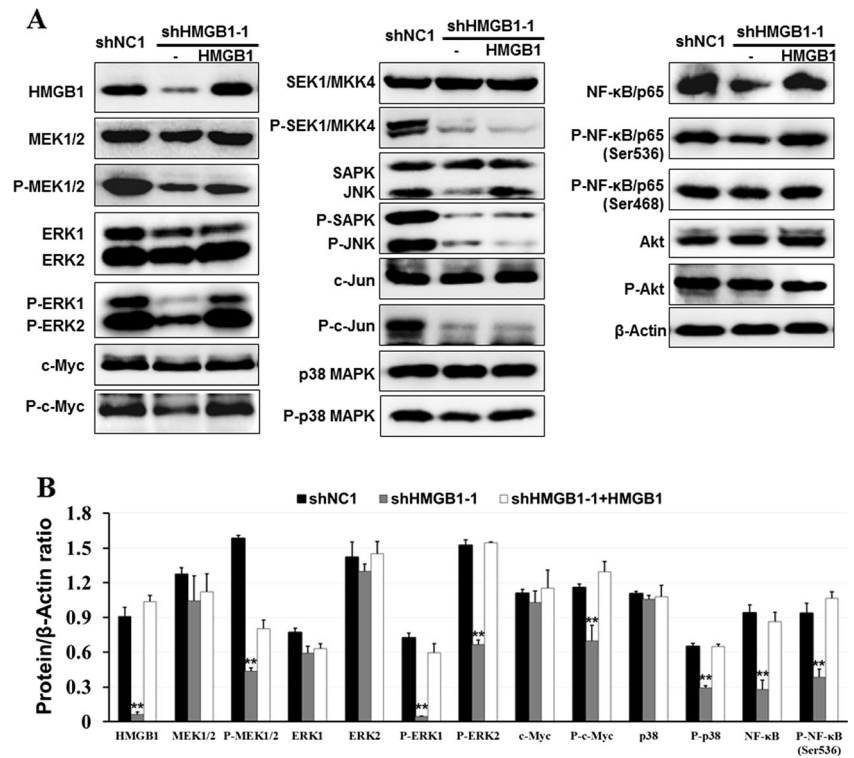 A
shNC1
shHMGB1-1
-
HMGB1
HMGB1
MEK1/2
P-MEK1/2
ERK1
ERK2
P-ERK1
P-ERK2
c-Myc
P-c-Myc
shNC1
shHMGB1-1
-
HMGB1
SEK1/MKK4
P-SEK1/MKK4
SAPK
JNK
P-SAPK
P-JNK
c-Jun
P-c-Jun
p38 MAPK
P-p38 MAPK
shNC1
shHMGB1-1
-
HMGB1
NF-κB/p65
P-NF-κB/p65
(Ser536)
P-NF-κB/p65
(Ser468)
Akt
P-Akt
β-Actin
B
shNC1 shHMGB1-1 shHMGB1-1+HMGB1
Protein/β-Actin ratio
1.8
1.5
1.2
0.9
0.6
0.3
0
** ** ** ** ** ** ** **
HMGB1 MEK1/2 P-MEK1/2 ERK1 ERK2 P-ERK1 P-ERK2 c-Myc P-c-Myc p38 P-p38 NF-κB P-NF-κB
(Ser536)